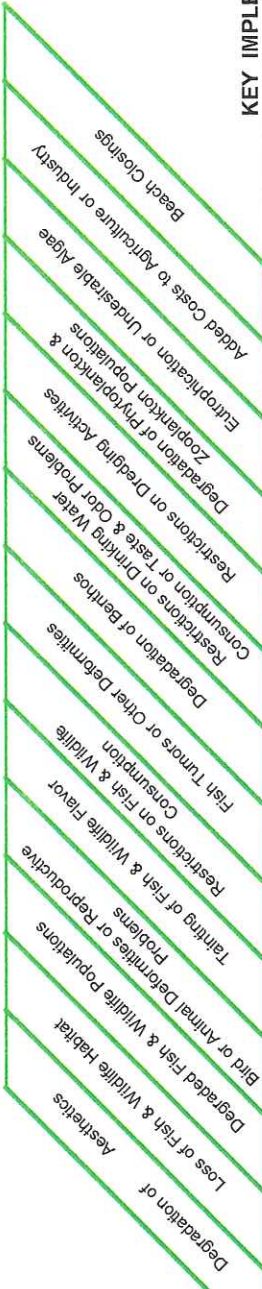 Beach Closings
Added Costs to Agriculture or Industry
Eutrophication or Undesirable Algae
Degradation of Phytoplankton &
Zooplankton Populations
Restrictions on Dredging Activities
Restrictions on Drinking Water
Consumption or Taste & Odor Problems
Degradation of Benthos
Fish Tumors or Other Deformities
Restrictions on Fish & Wildlife
Consumption
Tainting of Fish & Wildlife Flavor
Bird or Animal Deformities or Reproductive
Problems
Degraded Fish & Wildlife Populations
Loss of Fish & Wildlife Habitat
Degradation of
Aesthetics
KEY IMPLE